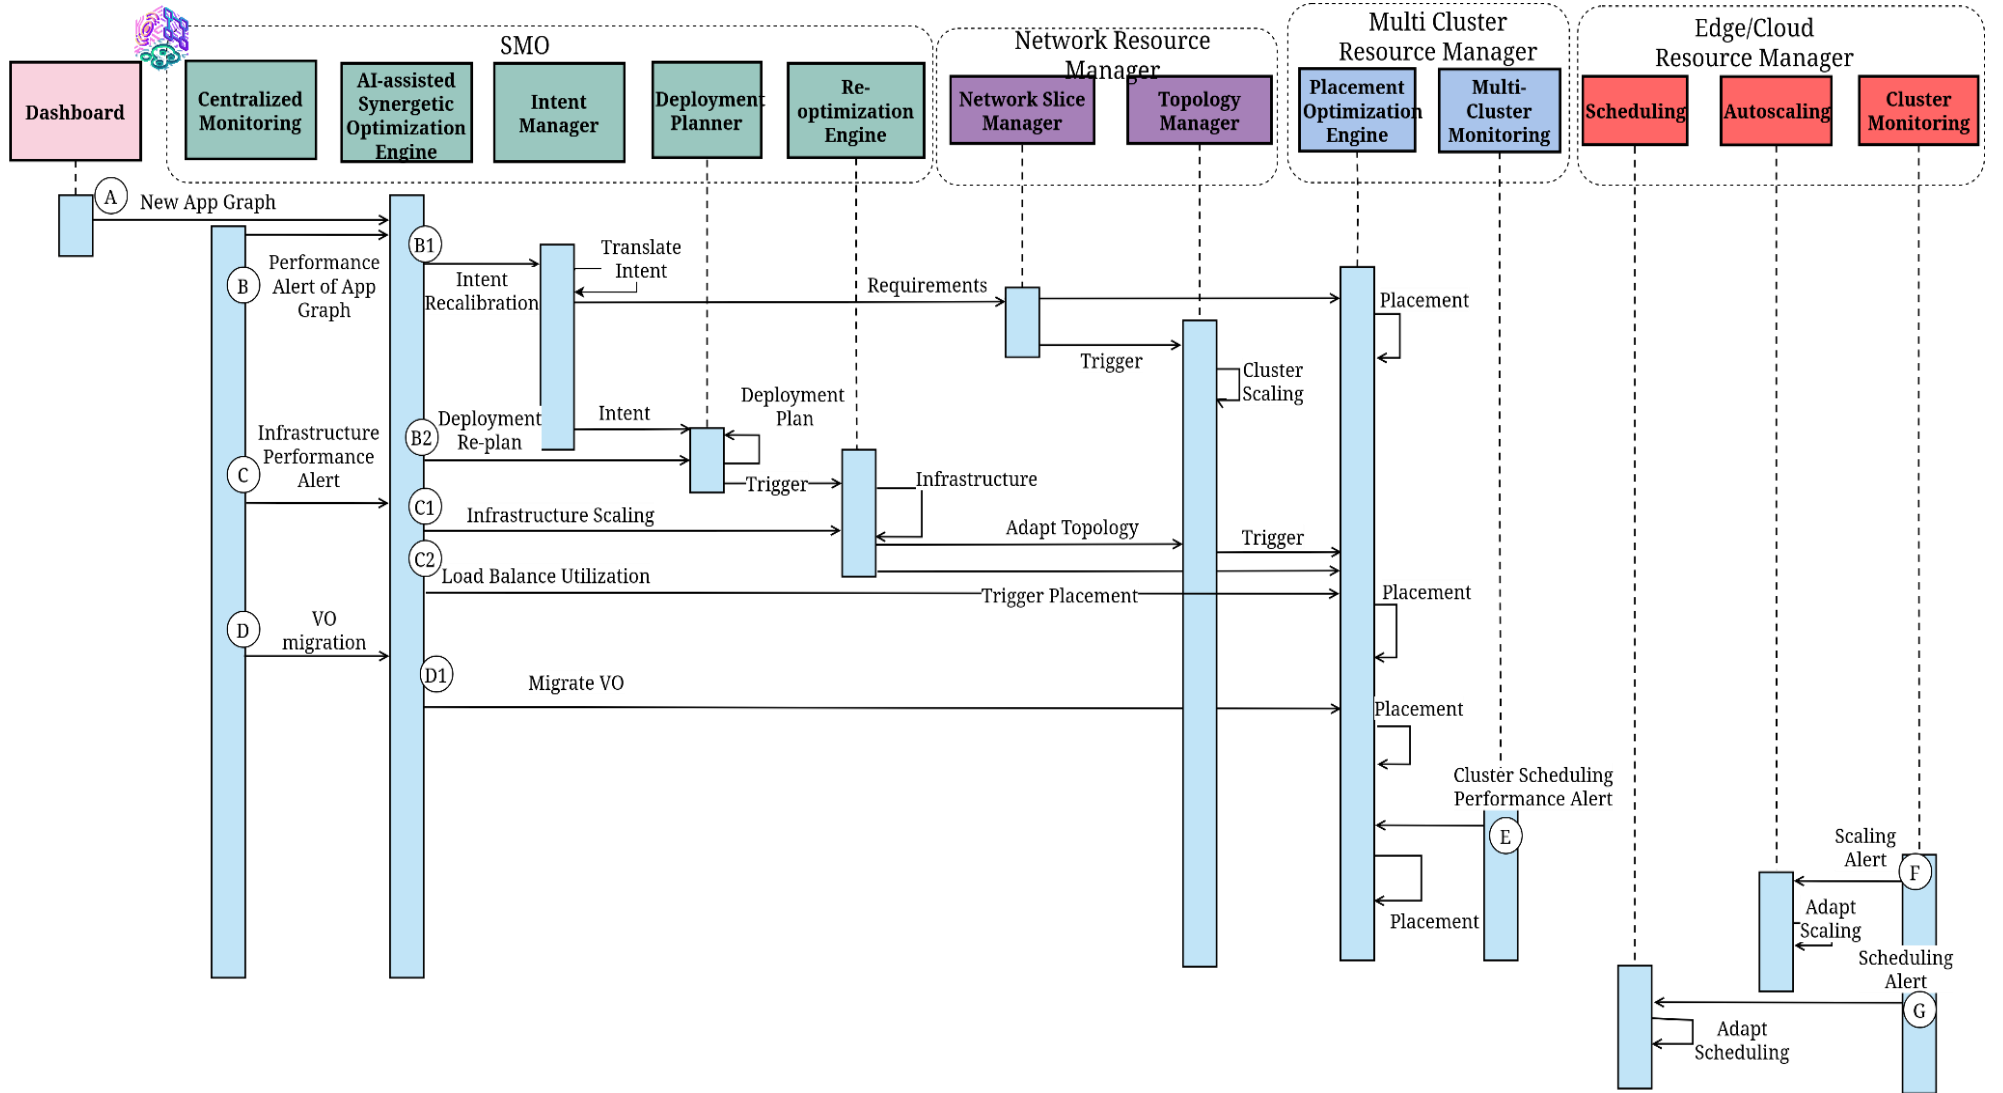 SMO
Network Resource
Manager
Multi Cluster
Resource Manager
Edge/Cloud
Resource Manager
Dashboard
Centralized
Monitoring
AI-assisted
Synergetic
Optimization
Engine
Intent
Manager
Deployment
Planner
Re-
optimization
Engine
Network Slice
Manager
Topology
Manager
Placement
Optimization
Engine
Multi-
Cluster
Monitoring
Scheduling
Autoscaling
Cluster
Monitoring
A
New App Graph
B
Performance
Alert of App
Graph
B1
Intent
Recalibration
Translate
Intent
Requirements
Placement
Trigger
Cluster
Scaling
B2
Deployment
Re-plan
Intent
Deployment
Plan
Trigger
Infrastructure
C
Infrastructure
Performance
Alert
C1
Infrastructure Scaling
Adapt Topology
Trigger
C2
Load Balance Utilization
Trigger Placement
Placement
D
VO
migration
D1
Migrate VO
Placement
Cluster Scheduling
Performance Alert
E
Placement
Scaling
Alert
F
Adapt
Scaling
Scheduling
Alert
G
Adapt
Scheduling